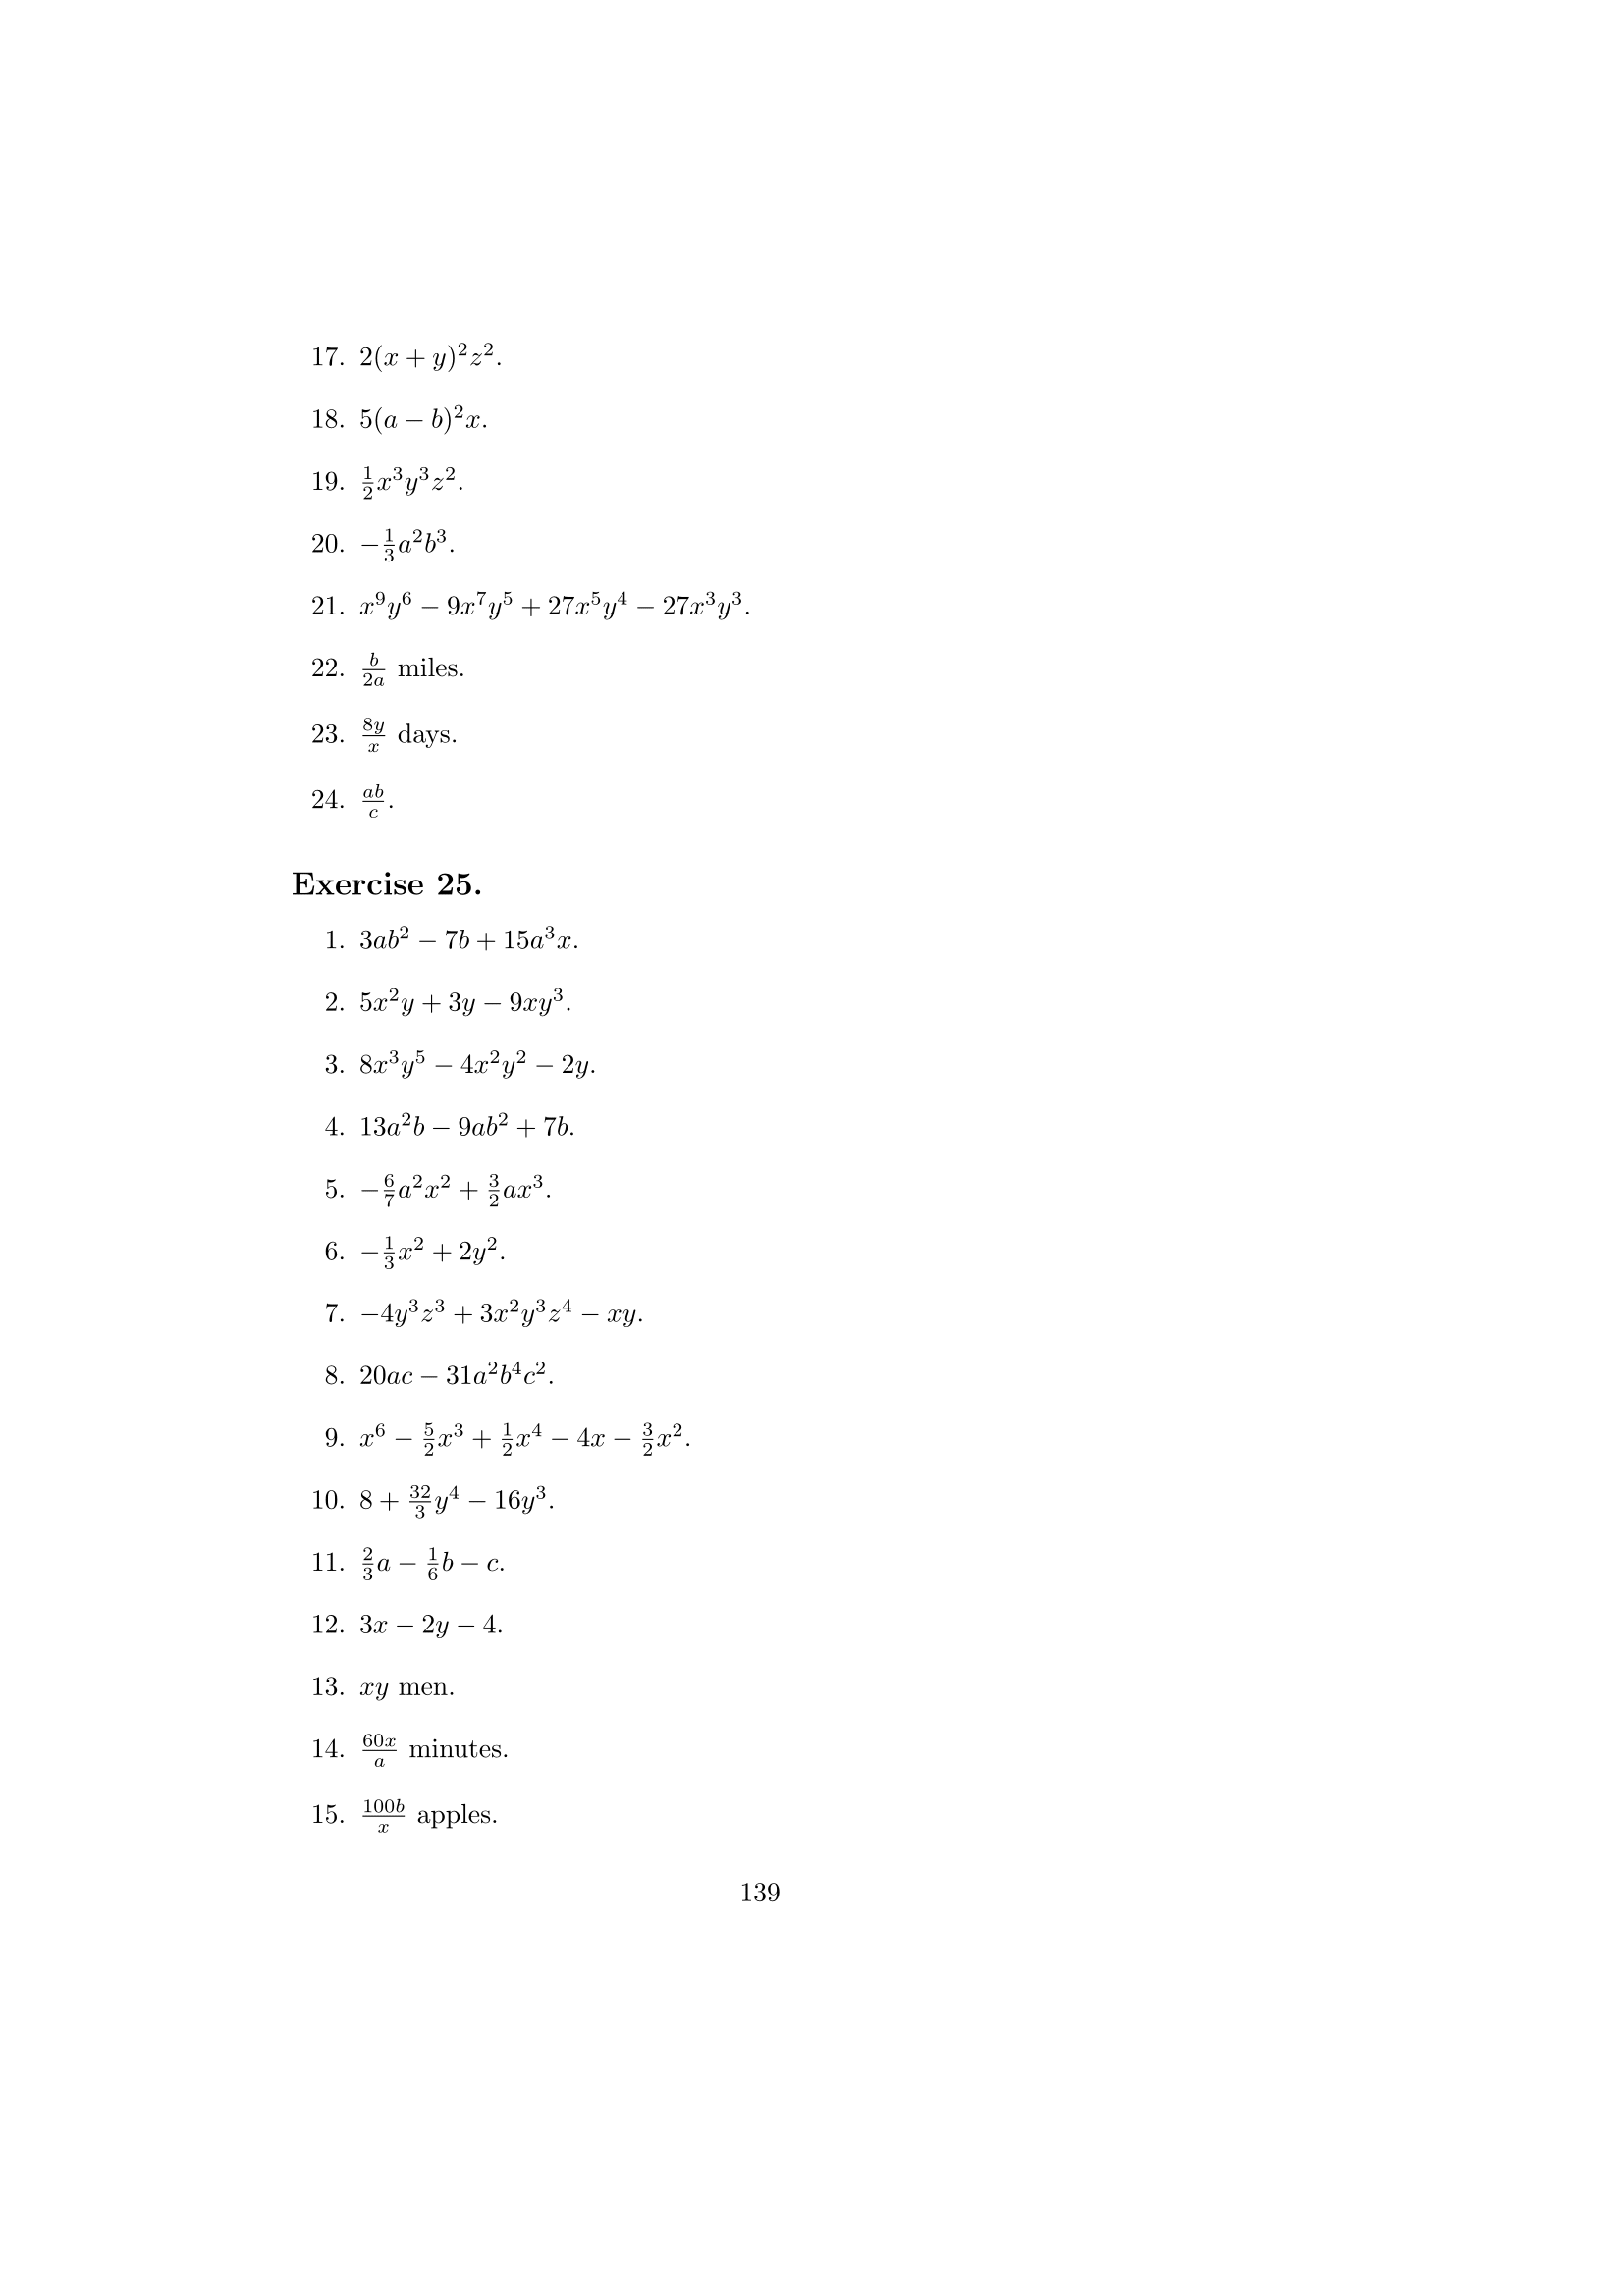 17. $2(x + y)^2z^2$.
18. $5(a - b)^2x$.
19. $\frac{1}{2}x^3y^3z^2$.
20. $-\frac{1}{3}a^2b^3$.
21. $x^9y^6 - 9x^7y^5 + 27x^5y^4 - 27x^3y^3$.
22. $\frac{b}{2a}$ miles.
23. $\frac{8y}{x}$ days.
24. $\frac{ab}{c}$.
Exercise 25.
1. $3ab^2 - 7b + 15a^3x$.
2. $5x^2y + 3y - 9xy^3$.
3. $8x^3y^5 - 4x^2y^2 - 2y$.
4. $13a^2b - 9ab^2 + 7b$.
5. $-\frac{6}{7}a^2x^2 + \frac{3}{2}ax^3$.
6. $-\frac{1}{3}x^2 + 2y^2$.
7. $-4y^3z^3 + 3x^2y^3z^4 - xy$.
8. $20ac - 31a^2b^4c^2$.
9. $x^6 - \frac{5}{2}x^3 + \frac{1}{2}x^4 - 4x - \frac{3}{2}x^2$.
10. $8 + \frac{32}{3}y^4 - 16y^3$.
11. $\frac{2}{3}a - \frac{1}{6}b - c$.
12. $3x - 2y - 4$.
13. $xy$ men.
14. $\frac{60x}{a}$ minutes.
15. $\frac{100b}{x}$ apples.
139